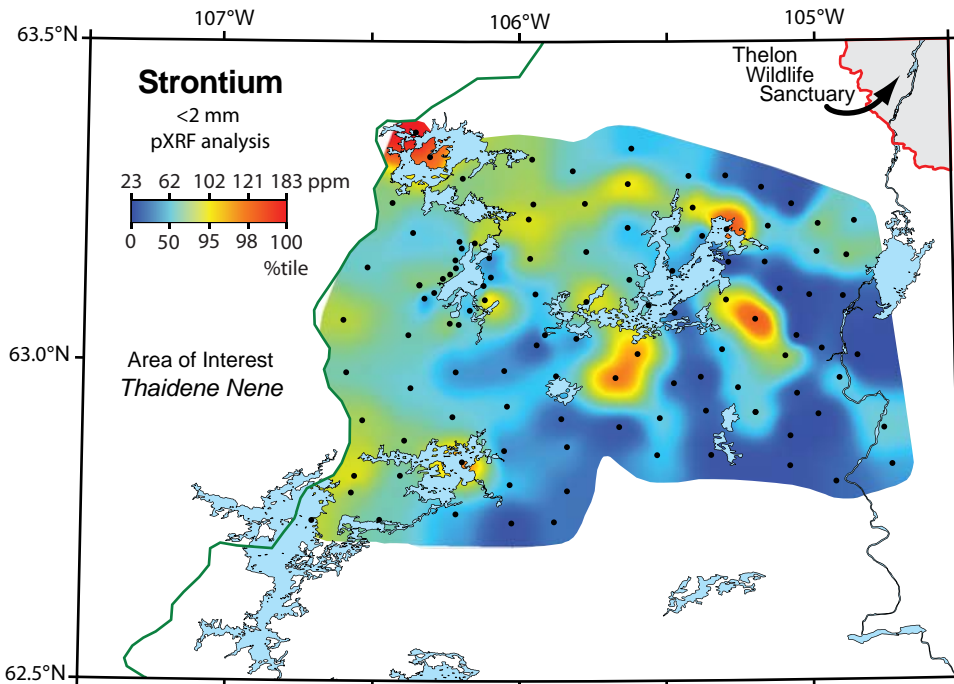 107°W 106°W 105°W
63.5°N
Strontium
<2 mm
pXRF analysis
23 62 102 121 183 ppm
0 50 95 98 100
%tile
Thelon
Wildlife
Sanctuary
63.0°N
Area of Interest
Thaidene Nene
62.5°N